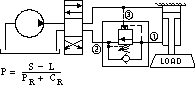 ③
②
①
LOAD
P = S - L
P_R + C_R